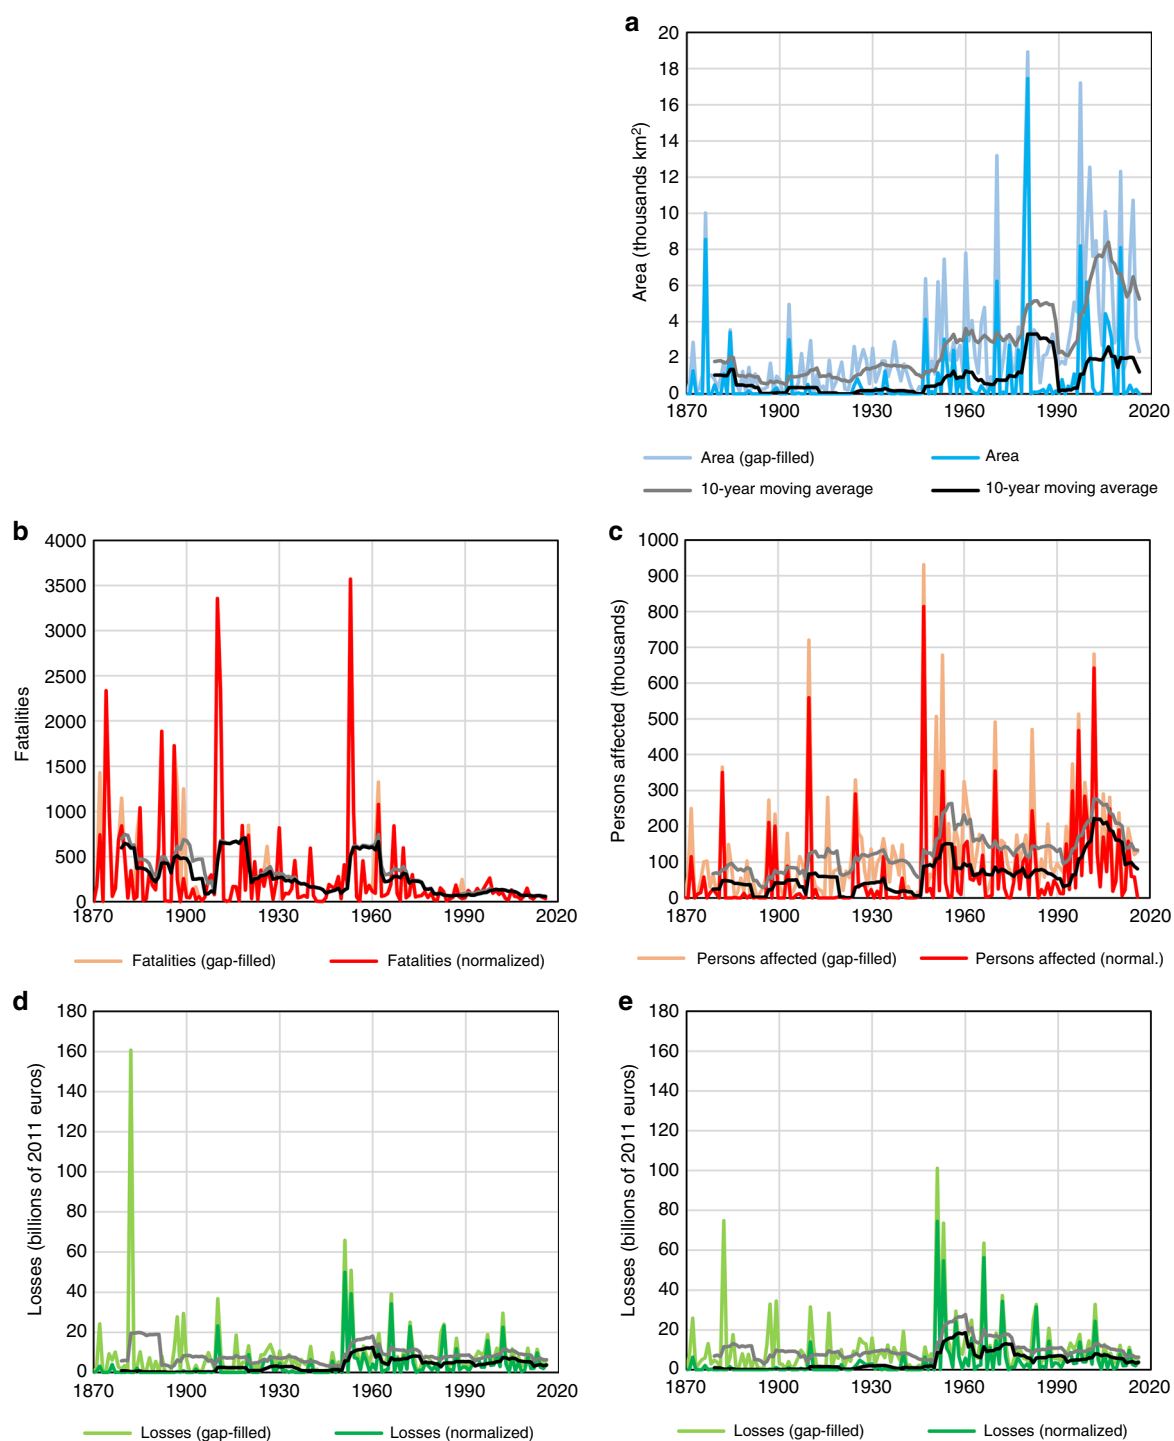 a
20
18
16
14
12
10
8
6
4
2
0
Area (thousands km²)
1870 1900 1930 1960 1990 2020
Area (gap-filled) Area
10-year moving average 10-year moving average
b
4000
3500
3000
2500
2000
1500
1000
500
0
Fatalities
1870 1900 1930 1960 1990 2020
Fatalities (gap-filled) Fatalities (normalized)
c
1000
900
800
700
600
500
400
300
200
100
0
Persons affected (thousands)
1870 1900 1930 1960 1990 2020
Persons affected (gap-filled) Persons affected (normal.)
d
180
160
140
120
100
80
60
40
20
0
Losses (billions of 2011 euros)
1870 1900 1930 1960 1990 2020
Losses (gap-filled) Losses (normalized)
e
180
160
140
120
100
80
60
40
20
0
Losses (billions of 2011 euros)
1870 1900 1930 1960 1990 2020
Losses (gap-filled) Losses (normalized)